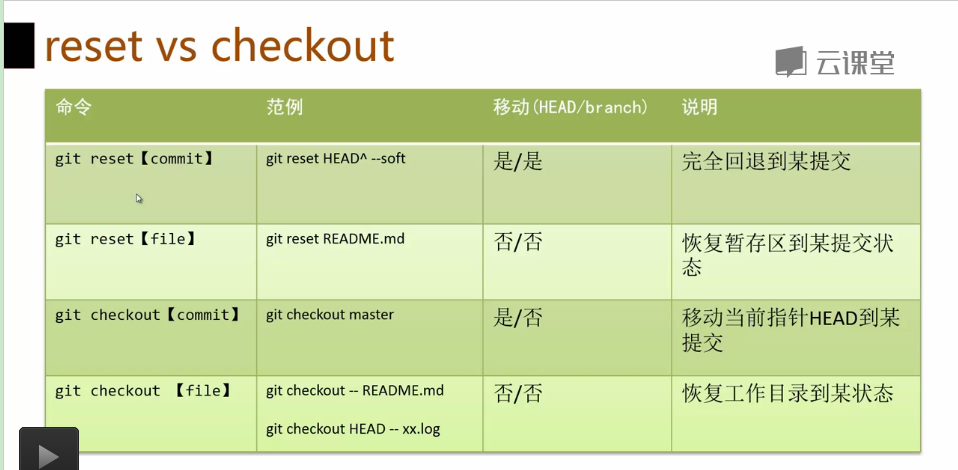 reset vs checkout
云课堂
命令 范例 移动(HEAD/branch) 说明
git reset【commit】 git reset HEAD^ --soft 是/是 完全回退到某提交
git reset【file】 git reset README.md 否/否 恢复暂存区到某提交状
态
git checkout【commit】 git checkout master 是/否 移动当前指针HEAD到某
提交
git checkout 【file】 git checkout -- README.md 否/否 恢复工作目录到某状态
git checkout HEAD -- xx.log